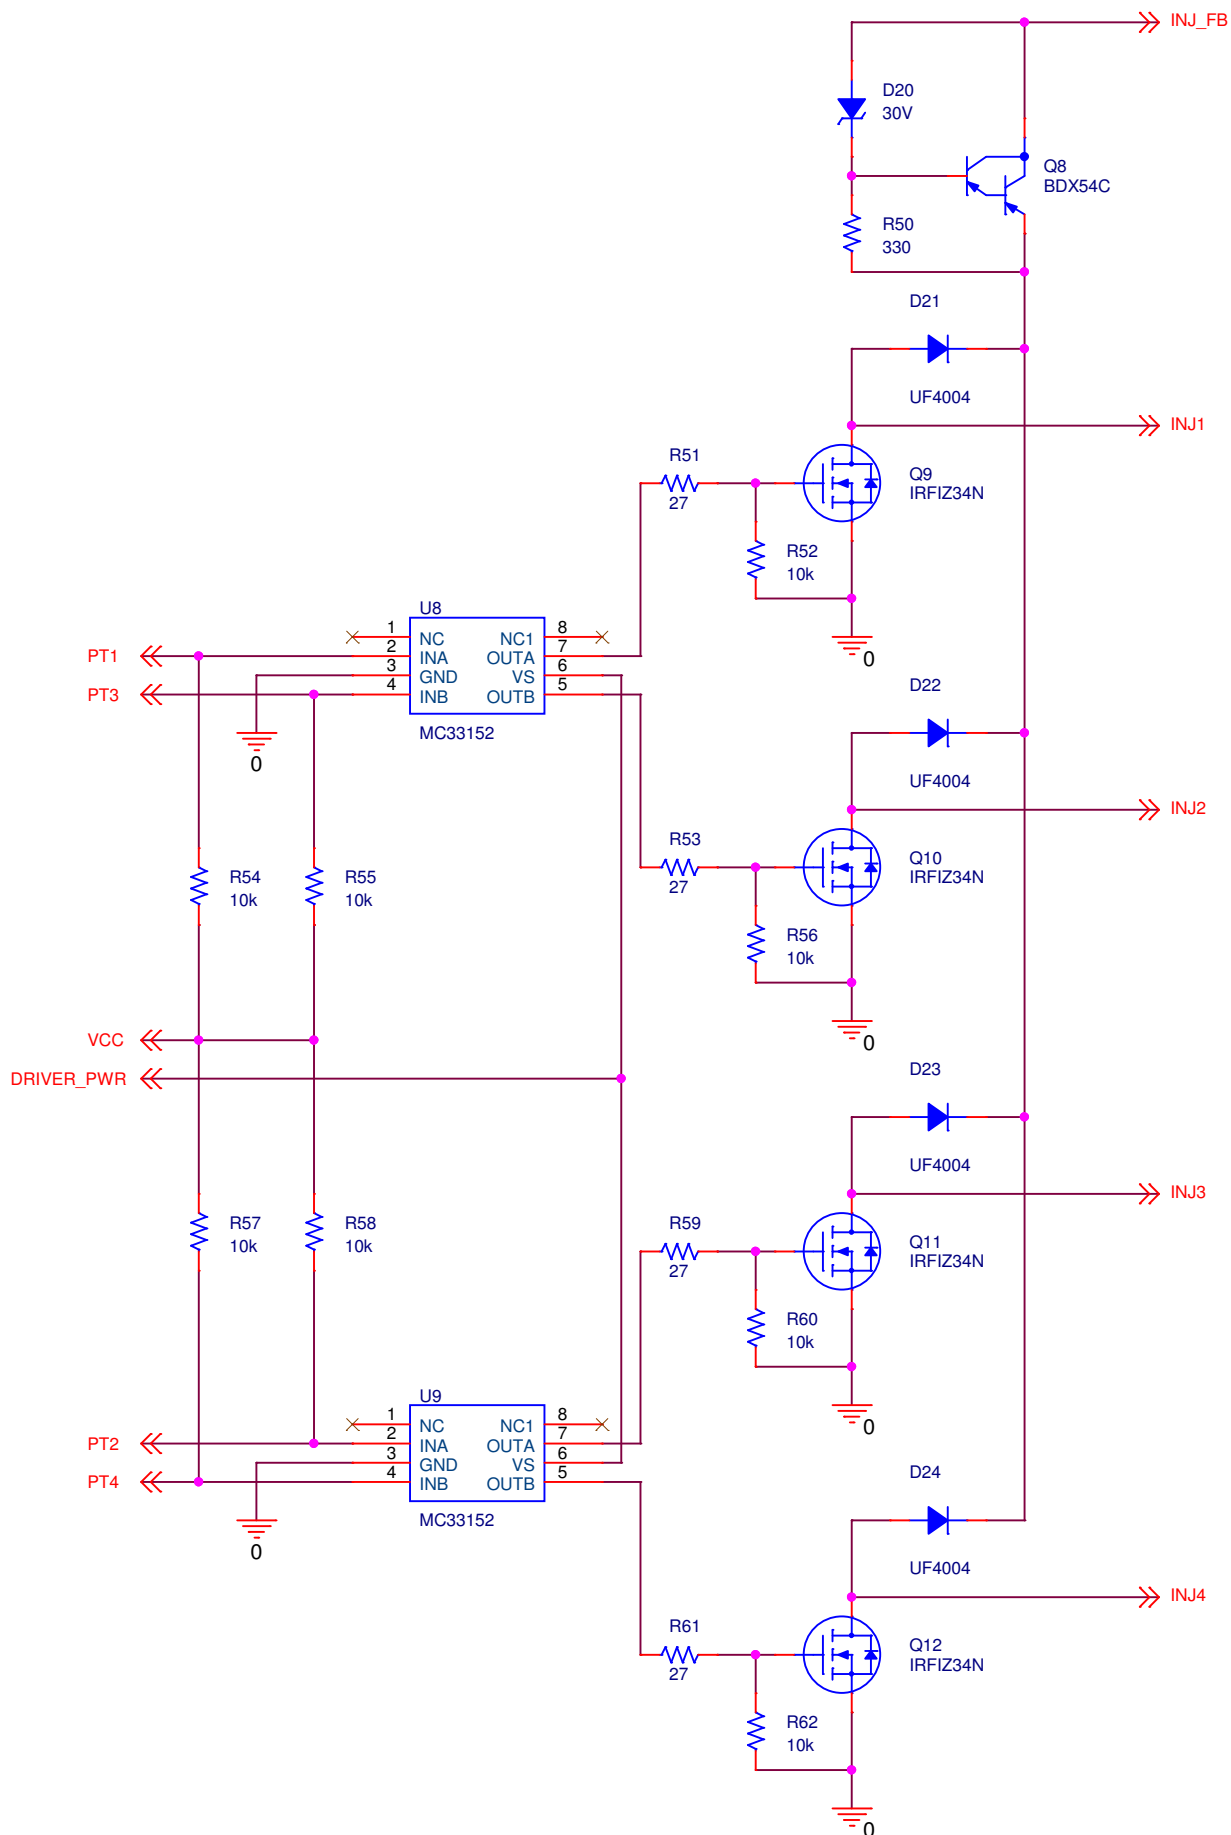 INJ_FB
D20
30V
Q8
BDX54C
R50
330
D21
UF4004
INJ1
R51
27
Q9
IRFIZ34N
R52
10k
0
U8
1 NC NC1 8
2 INA OUTA 7
3 GND VS 6
4 INB OUTB 5
MC33152
PT1
PT3
0
D22
UF4004
INJ2
R53
27
Q10
IRFIZ34N
R54
10k
R55
10k
R56
10k
0
VCC
DRIVER_PWR
D23
UF4004
INJ3
R57
10k
R58
10k
R59
27
Q11
IRFIZ34N
R60
10k
0
U9
1 NC NC1 8
2 INA OUTA 7
3 GND VS 6
4 INB OUTB 5
MC33152
PT2
PT4
0
D24
UF4004
INJ4
R61
27
Q12
IRFIZ34N
R62
10k
0